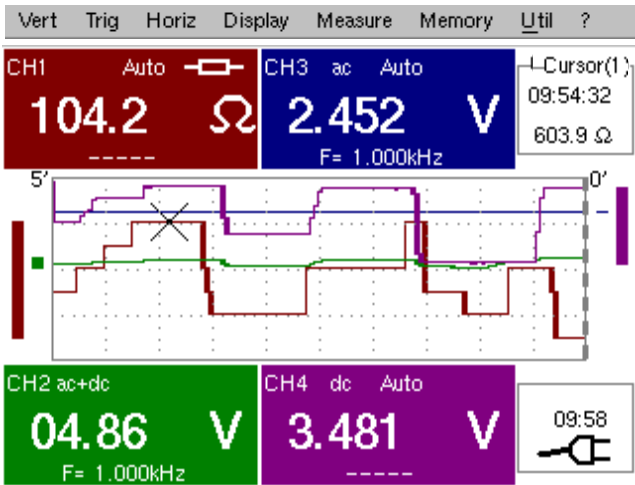 Vert Trig Horiz Display Measure Memory Util ?
CH1 Auto
104.2 Ω
-----
CH3 ac Auto
2.452 V
F= 1.000kHz
Cursor(1)
09:54:32
603.9 Ω
5' 0'
CH2 ac+dc
04.86 V
F= 1.000kHz
CH4 dc Auto
3.481 V
-----
09:58